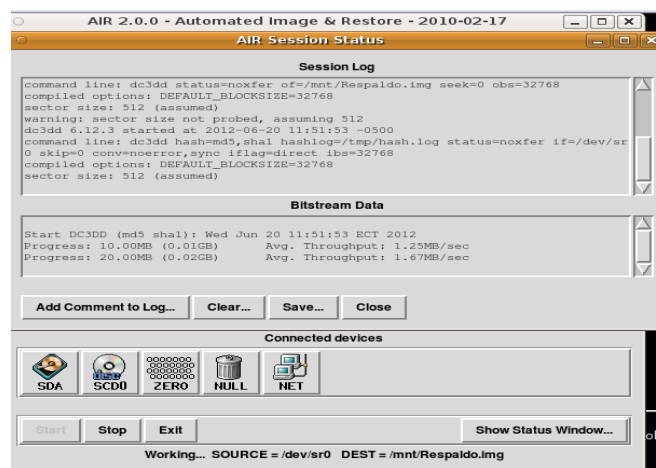 AIR 2.0.0 - Automated Image & Restore - 2010-02-17
AIR Session Status
Session Log
command line: dc3dd status=noxfer of=/mnt/Respaldo.img seek=0 obs=32768
compiled options: DEFAULT_BLOCKSIZE=32768
sector size: 512 (assumed)
warning: sector size not probed, assuming 512
dc3dd 6.12.3 started at 2012-06-20 11:51:53 -0500
command line: dc3dd hash=md5,sha1 hashlog=/tmp/hash.log status=noxfer if=/dev/sr
0 skip=0 conv=noerror,sync iflag=direct ibs=32768
compiled options: DEFAULT_BLOCKSIZE=32768
sector size: 512 (assumed)
Bitstream Data
Start DC3DD (md5 sha1): Wed Jun 20 11:51:53 ECT 2012
Progress: 10.00MB (0.01GB) Avg. Throughput: 1.25MB/sec
Progress: 20.00MB (0.02GB) Avg. Throughput: 1.67MB/sec
Add Comment to Log... Clear... Save... Close
Connected devices
SDA SCD0 ZERO NULL NET
Start Stop Exit Show Status Window...
Working... SOURCE = /dev/sr0 DEST = /mnt/Respaldo.img